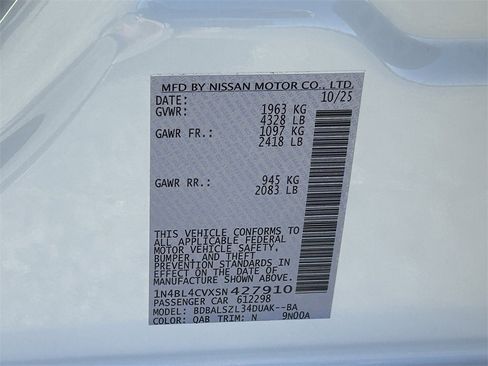 MFD BY NISSAN MOTOR CO., LTD.
DATE: 10/25
GVWR: 1963 KG
4328 LB
GAWR FR.: 1097 KG
2418 LB
GAWR RR.: 945 KG
2083 LB
THIS VEHICLE CONFORMS TO
ALL APPLICABLE FEDERAL
MOTOR VEHICLE SAFETY,
BUMPER, AND THEFT
PREVENTION STANDARDS IN
EFFECT ON THE DATE OF
MANUFACTURE SHOWN ABOVE.
1N4BL4CVXSN427910
PASSENGER CAR 612298
MODEL: BDBALSZL34DUAK--BA
COLOR: QAB TRIM: N 9N00A